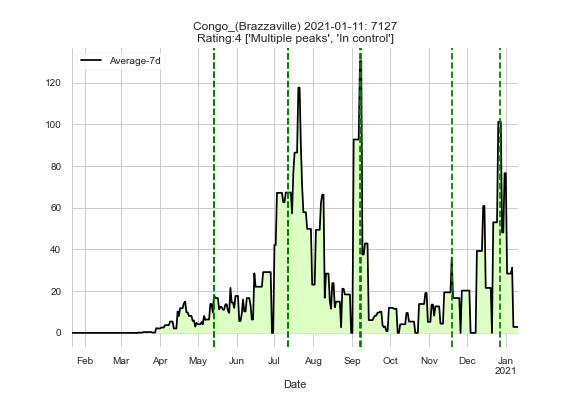 Congo_(Brazzaville) 2021-01-11: 7127
Rating:4 ['Multiple peaks', 'In control']
Average-7d
120
100
80
60
40
20
0
Feb Mar Apr May Jun Jul Aug Sep Oct Nov Dec Jan
2021
Date